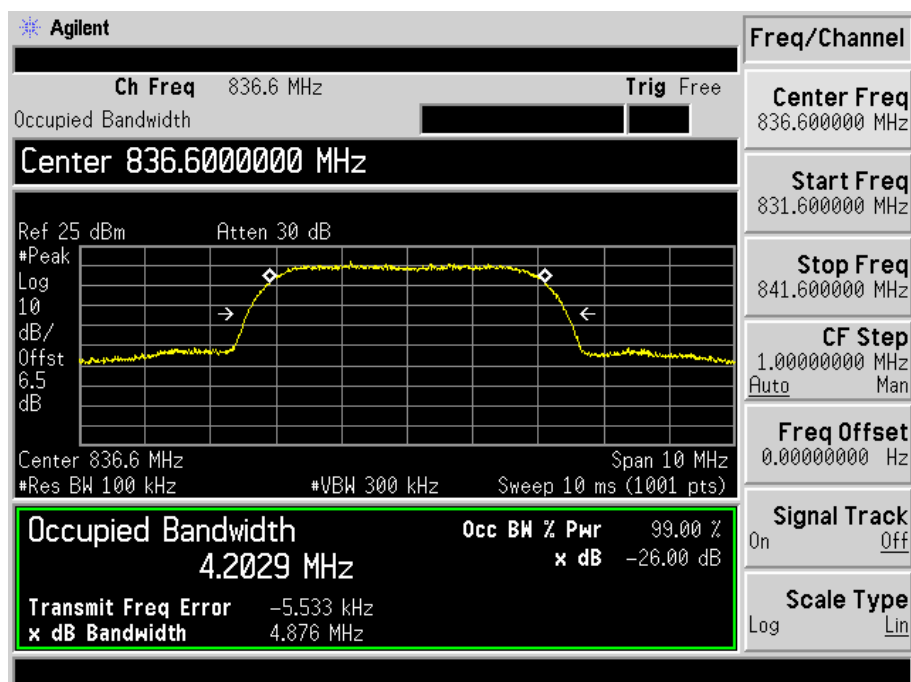 Agilent
Freq/Channel
Ch Freq 836.6 MHz Trig Free
Occupied Bandwidth
Center 836.6000000 MHz
Ref 25 dBm Atten 30 dB
#Peak
Log
10
dB/
Offst
6.5
dB
Center 836.6 MHz Span 10 MHz
#Res BW 100 kHz #VBW 300 kHz Sweep 10 ms (1001 pts)
Occupied Bandwidth Occ BW % Pwr 99.00 %
4.2029 MHz x dB -26.00 dB
Transmit Freq Error -5.533 kHz
x dB Bandwidth 4.876 MHz
Center Freq
836.600000 MHz
Start Freq
831.600000 MHz
Stop Freq
841.600000 MHz
CF Step
1.00000000 MHz
Auto Man
Freq Offset
0.00000000 Hz
Signal Track
On Off
Scale Type
Log Lin